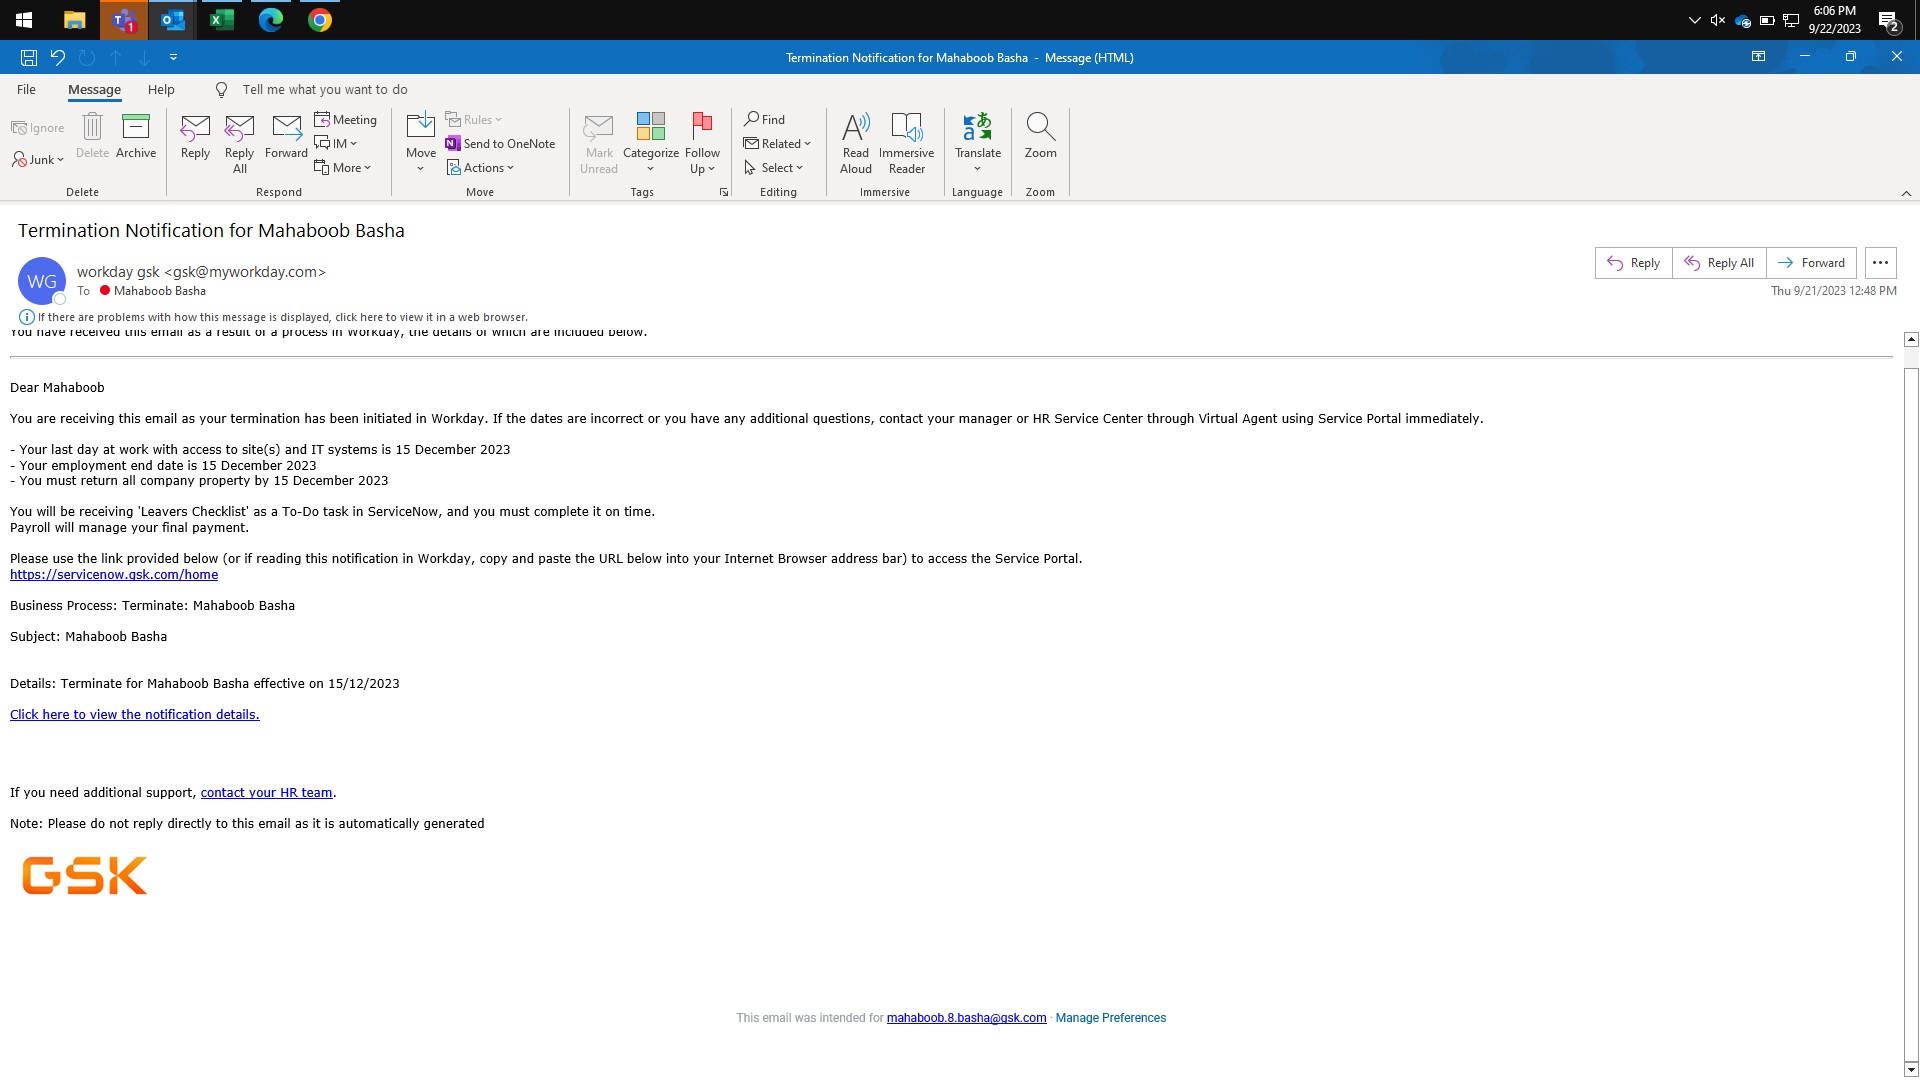 6:06 PM
9/22/2023
1
2
Termination Notification for Mahaboob Basha  -  Message (HTML)
File Message Help Tell me what you want to do
Ignore
Junk
Delete
Archive
Delete
Reply
Reply All
Forward
Meeting
IM
More
Respond
Move
Rules
Send to OneNote
Actions
Move
Mark Unread
Categorize
Follow Up
Tags
Find
Related
Select
Editing
Read Aloud
Immersive Reader
Immersive
Translate
Language
Zoom
Zoom
Termination Notification for Mahaboob Basha
WG
workday gsk <gsk@myworkday.com>
To Mahaboob Basha
Reply Reply All Forward
Thu 9/21/2023 12:48 PM
If there are problems with how this message is displayed, click here to view it in a web browser.
You have received this email as a result of a process in Workday, the details of which are included below.
Dear Mahaboob
You are receiving this email as your termination has been initiated in Workday. If the dates are incorrect or you have any additional questions, contact your manager or HR Service Center through Virtual Agent using Service Portal immediately.
- Your last day at work with access to site(s) and IT systems is 15 December 2023
- Your employment end date is 15 December 2023
- You must return all company property by 15 December 2023
You will be receiving 'Leavers Checklist' as a To-Do task in ServiceNow, and you must complete it on time.
Payroll will manage your final payment.
Please use the link provided below (or if reading this notification in Workday, copy and paste the URL below into your Internet Browser address bar) to access the Service Portal.
https://servicenow.gsk.com/home
Business Process: Terminate: Mahaboob Basha
Subject: Mahaboob Basha
Details: Terminate for Mahaboob Basha effective on 15/12/2023
Click here to view the notification details.
If you need additional support, contact your HR team.
Note: Please do not reply directly to this email as it is automatically generated
GSK
This email was intended for mahaboob.8.basha@gsk.com · Manage Preferences